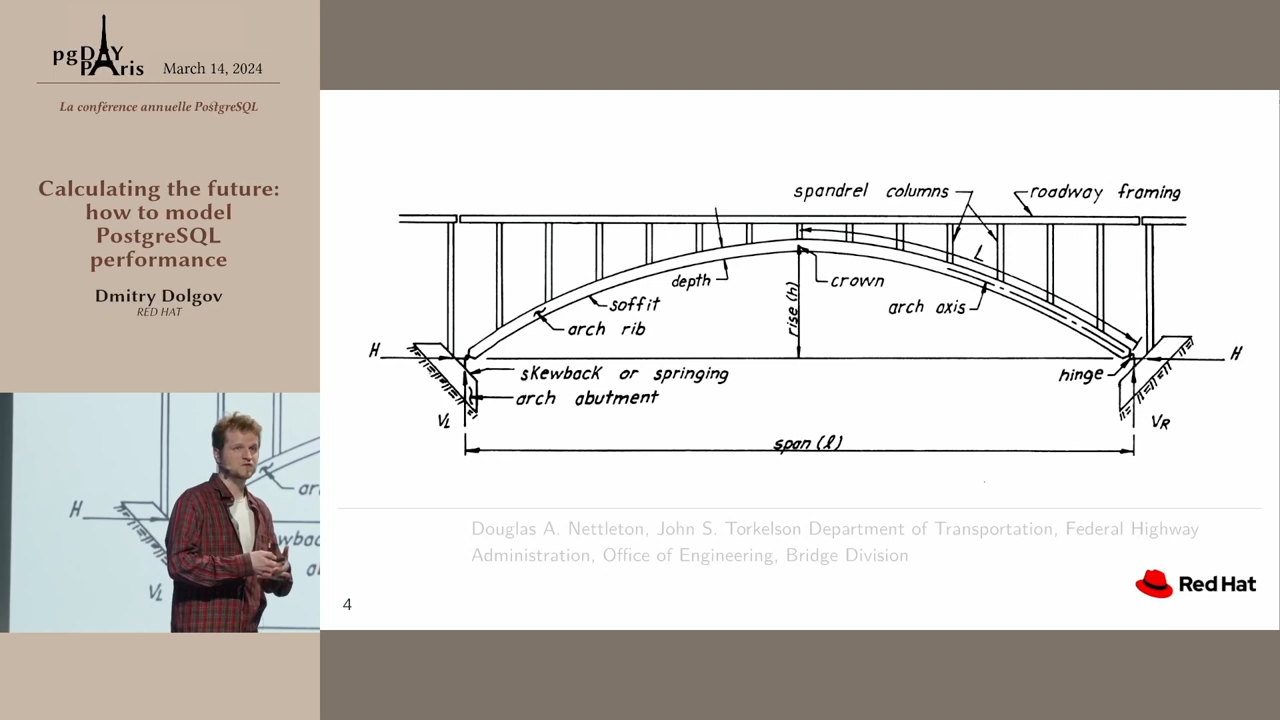 pgDAY
PAris
March 14, 2024
La conférence annuelle PostgreSQL
Calculating the future:
how to model
PostgreSQL
performance
Dmitry Dolgov
RED HAT
spandrel columns
roadway framing
L
depth
crown
soffit
rise (h)
arch axis
arch rib
H
H
skewback or springing
hinge
arch abutment
VL
VR
span (ℓ)
Douglas A. Nettleton, John S. Torkelson Department of Transportation, Federal Highway
Administration, Office of Engineering, Bridge Division
Red Hat
4
H
VL